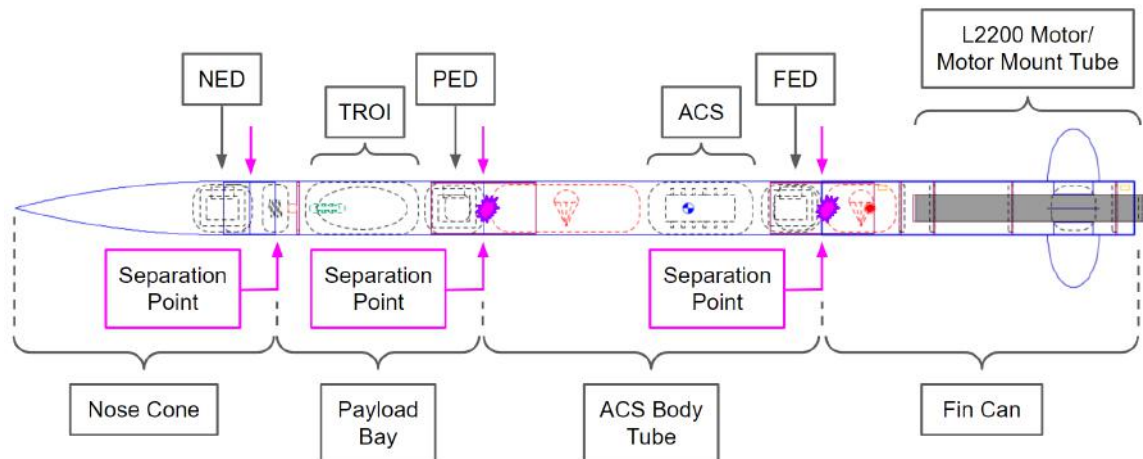 L2200 Motor/
Motor Mount Tube
NED
PED
FED
TROI
ACS
Separation
Point
Separation
Point
Separation
Point
Nose Cone
Payload
Bay
ACS Body
Tube
Fin Can